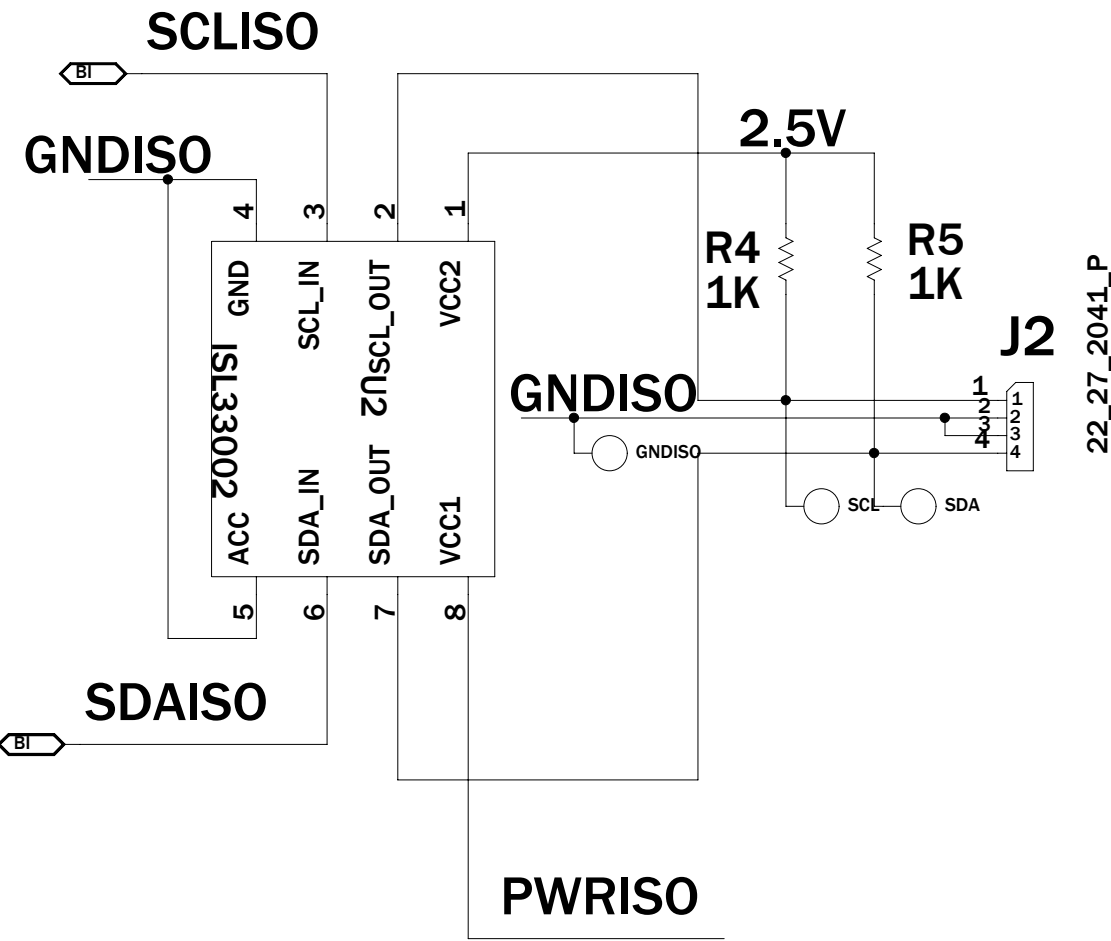 SCLISO
BI
GNDISO
2.5V
4
3
2
1
R4
1K
R5
1K
GND
SCL_IN
SCL_OUT
VCC2
ISL33002
U2
J2
22_27_2041_P
GNDISO
1
2
3
4
1
2
3
4
GNDISO
SCL
SDA
ACC
SDA_IN
SDA_OUT
VCC1
5
6
7
8
SDAISO
BI
PWRISO